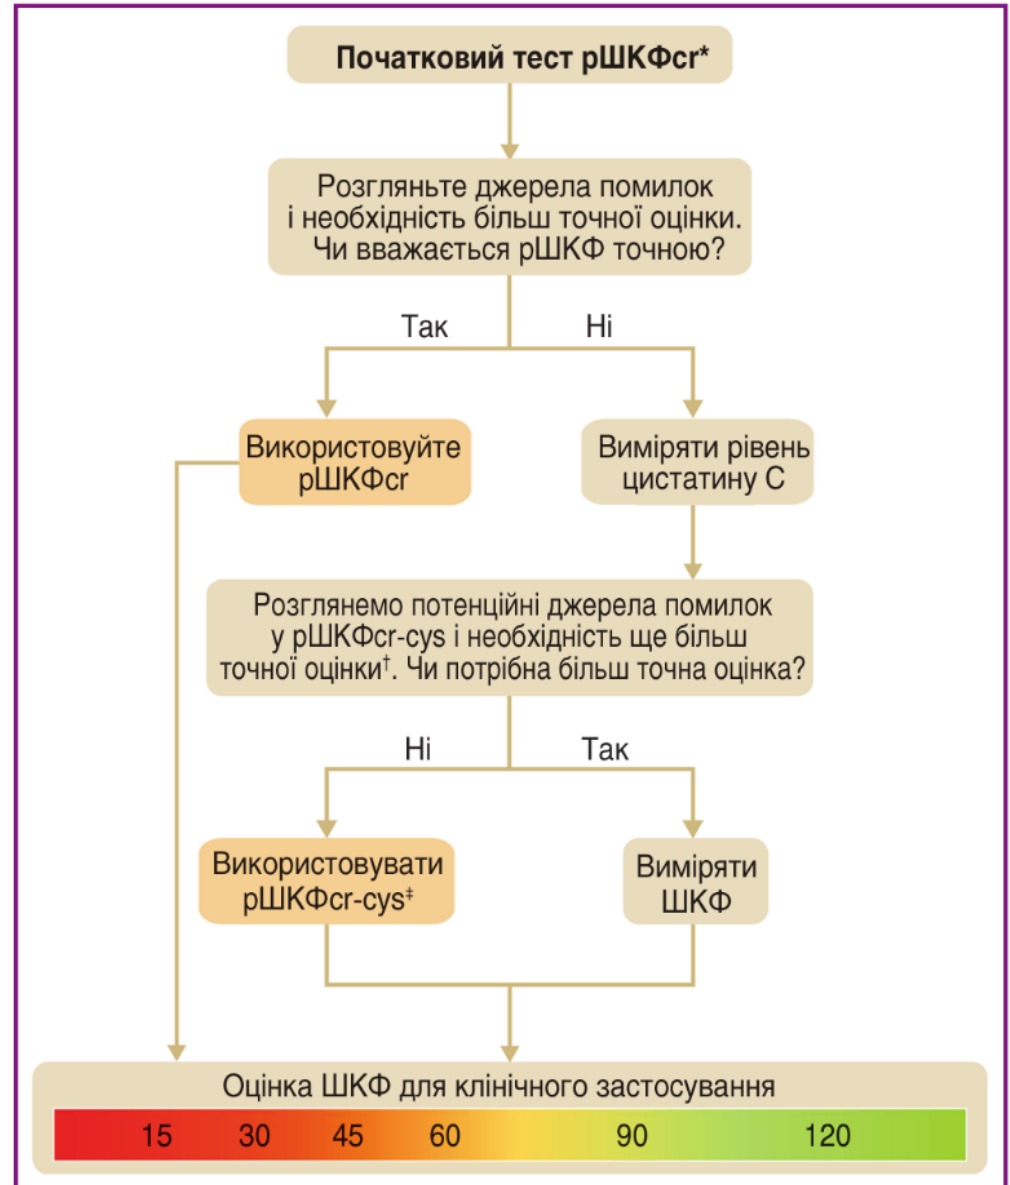 Початковий тест рШКФcr*
Розгляньте джерела помилок
і необхідність більш точної оцінки.
Чи вважається рШКФ точною?
Так
Ні
Використовуйте
рШКФcr
Виміряти рівень
цистатину С
Розглянемо потенційні джерела помилок
у рШКФcr-cys і необхідність ще більш
точної оцінки†. Чи потрібна більш точна оцінка?
Ні
Так
Використовувати
рШКФcr-cys‡
Виміряти
ШКФ
Оцінка ШКФ для клінічного застосування
15 30 45 60 90 120